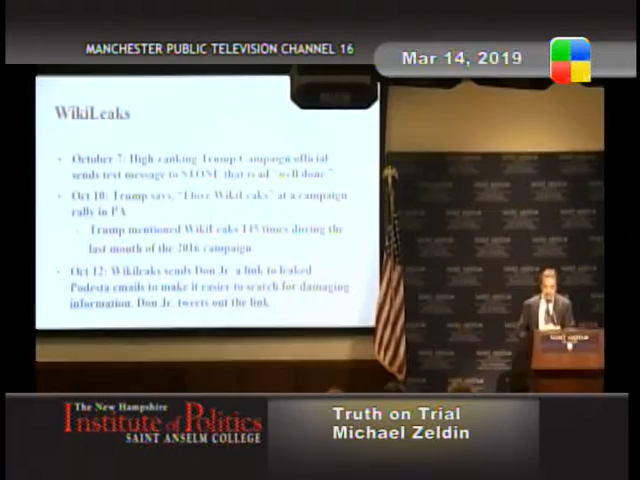 MANCHESTER PUBLIC TELEVISION CHANNEL 16
Mar 14, 2019
WikiLeaks
• October 7: High-ranking Trump Campaign official
sends text message to STONE that read "well done"
• Oct 10: Trump says, "I love WikiLeaks" at a campaign
rally in PA
Trump mentioned WikiLeaks 145 times during the
last month of the 2016 campaign
• Oct 12: Wikileaks sends Don Jr. a link to leaked
Podesta emails to make it easier to search for damaging
information. Don Jr. tweets out the link.
SAINT ANSELM
The New Hampshire
Institute of Politics
SAINT ANSELM COLLEGE
Truth on Trial
Michael Zeldin